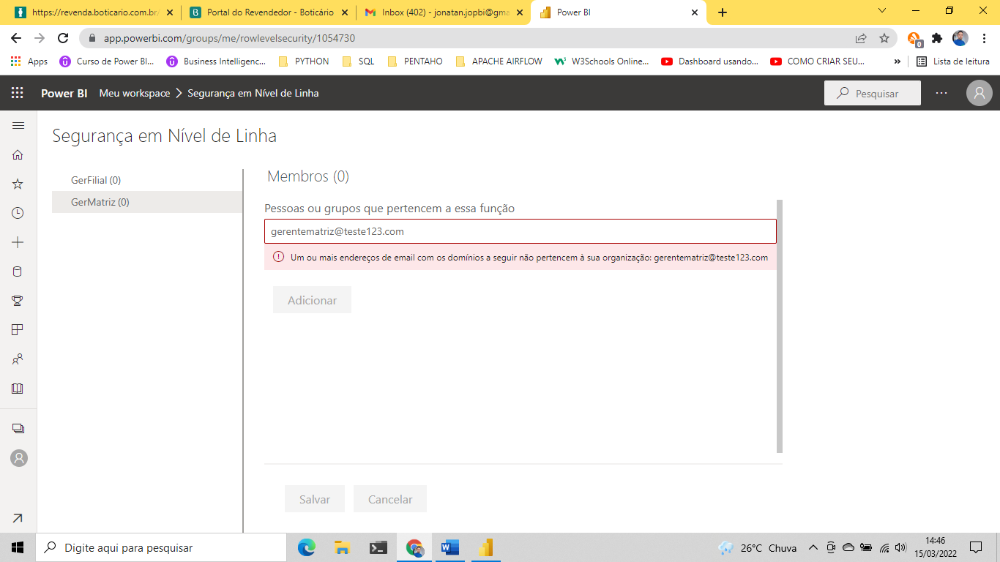 https://revenda.boticario.com.br/
Portal do Revendedor - Boticário
Inbox (402) - jonatan.jopbi@gma
Power BI
app.powerbi.com/groups/me/rowlevelsecurity/1054730
0
Apps
Curso de Power BI...
Business Intelligenc...
PYTHON
SQL
PENTAHO
APACHE AIRFLOW
W3Schools Online...
Dashboard usando...
COMO CRIAR SEU...
»
Lista de leitura
Power BI
Meu workspace
Segurança em Nível de Linha
Pesquisar
Segurança em Nível de Linha
GerFilial (0)
GerMatriz (0)
Membros (0)
Pessoas ou grupos que pertencem a essa função
gerentematriz@teste123.com
Um ou mais endereços de email com os domínios a seguir não pertencem à sua organização: gerentematriz@teste123.com
Adicionar
Salvar
Cancelar
Digite aqui para pesquisar
26°C Chuva
14:46
15/03/2022